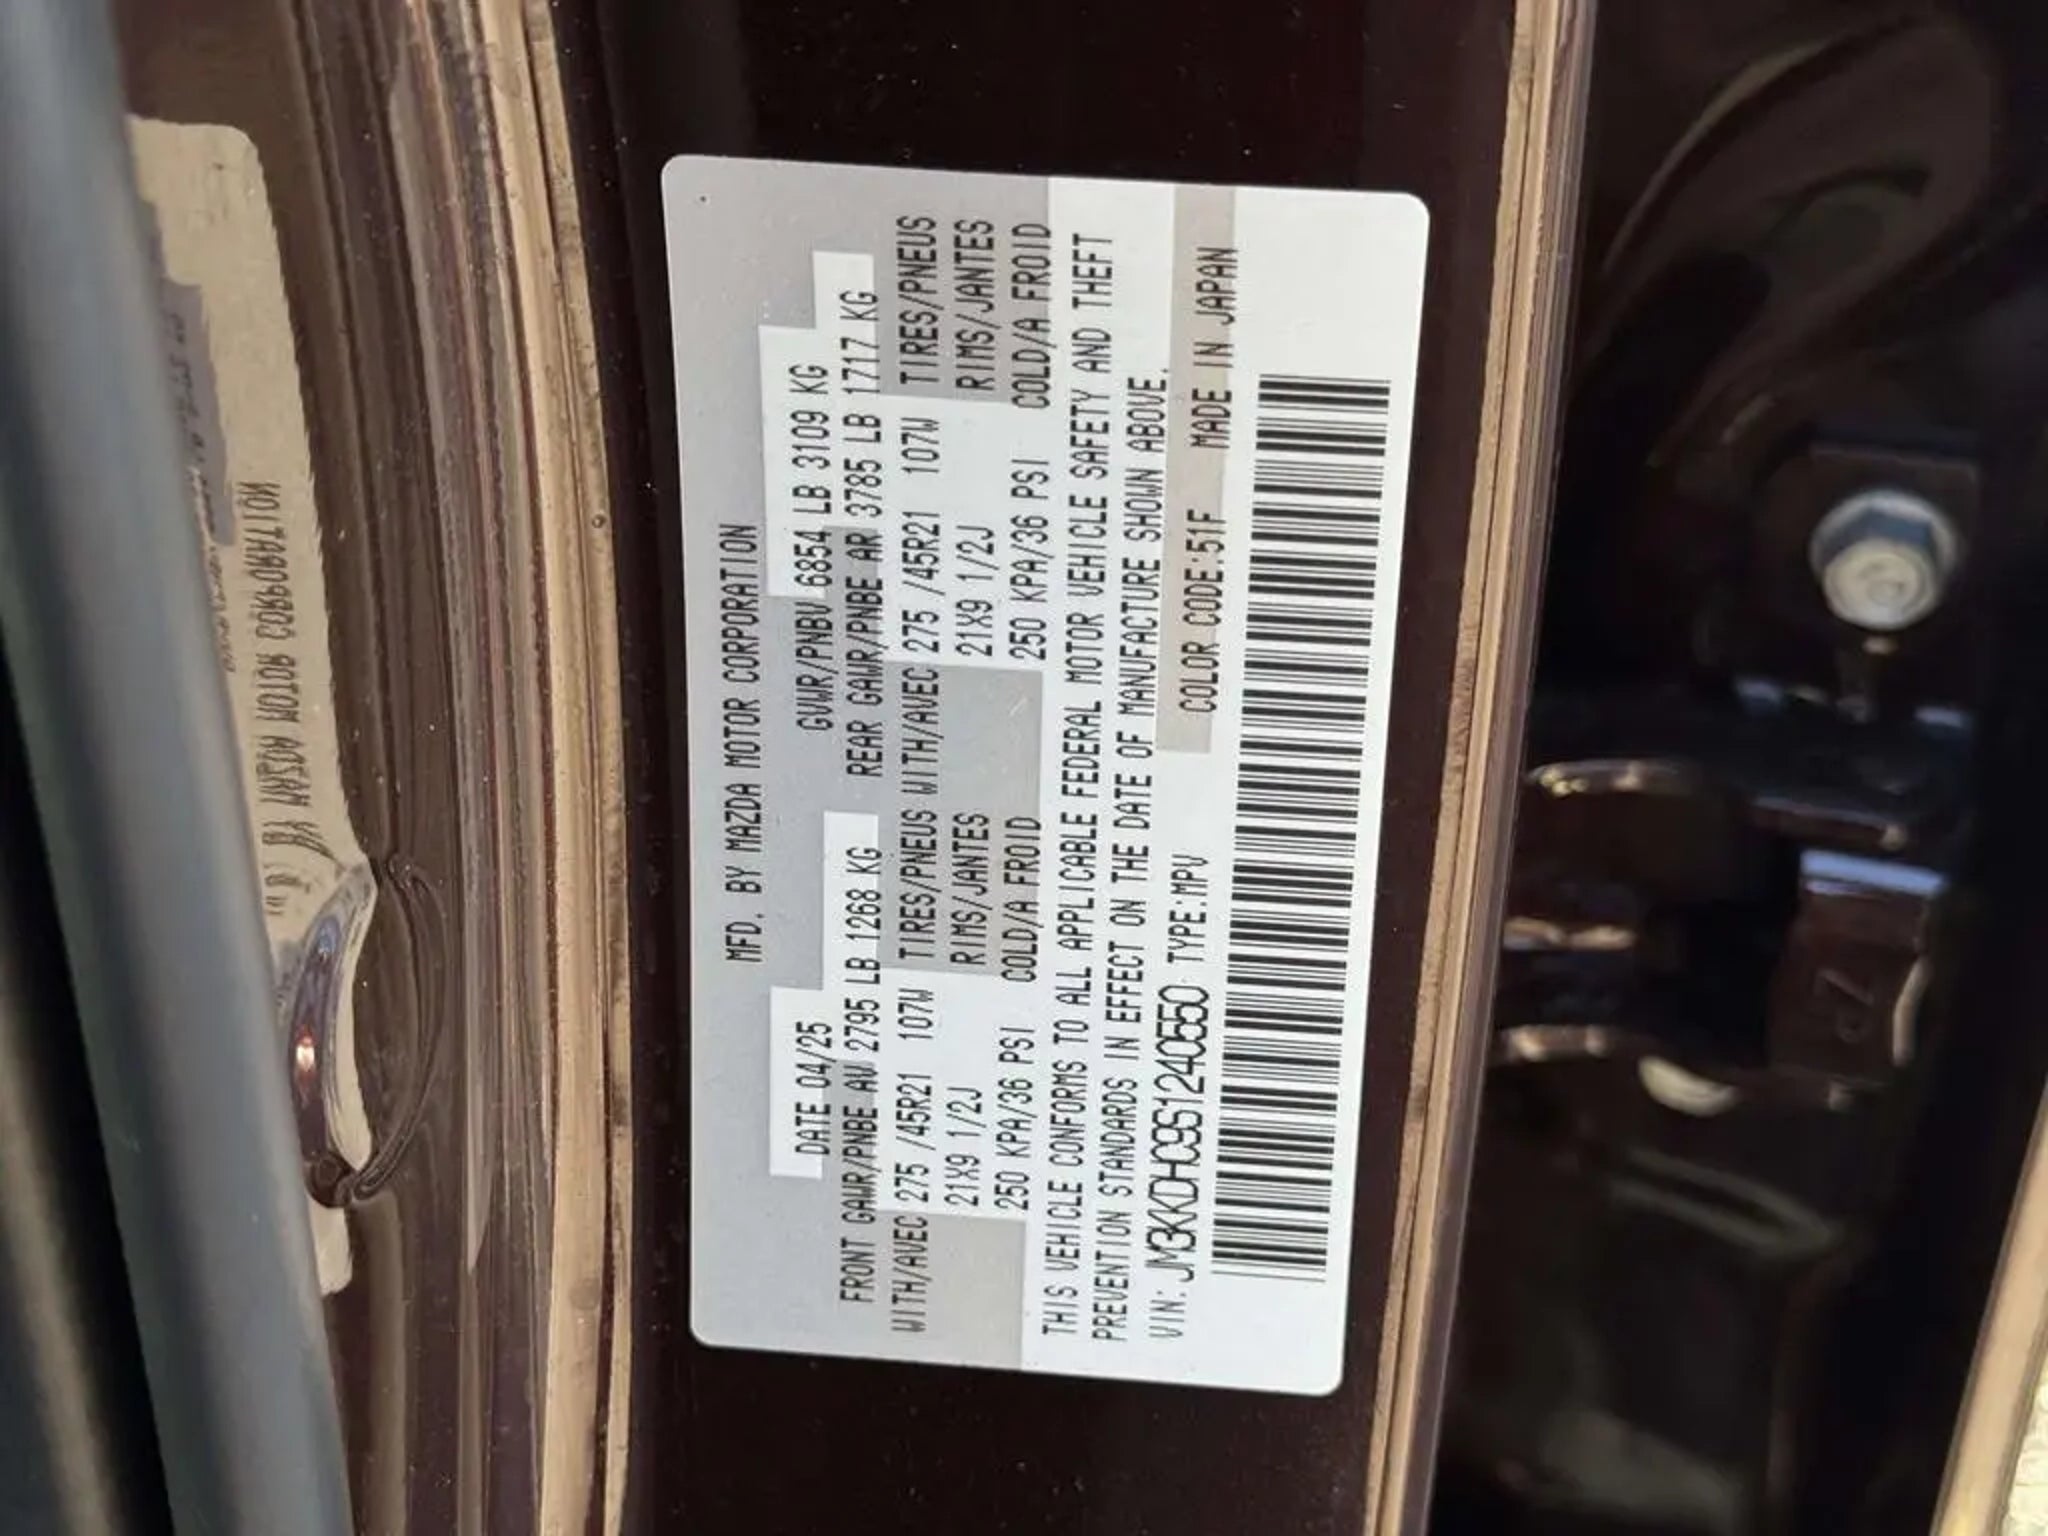 MFD. BY MAZDA MOTOR CORPORATION
DATE 04/25 GVWR/PNBV 6854 LB 3109 KG
FRONT GAWR/PNBE AV 2795 LB 1268 KG REAR GAWR/PNBE AR 3785 LB 1717 KG
WITH/AVEC 275 /45R21 107W TIRES/PNEUS WITH/AVEC 275 /45R21 107W TIRES/PNEUS
21X9 1/2J RIMS/JANTES 21X9 1/2J RIMS/JANTES
250 KPA/36 PSI COLD/A FROID 250 KPA/36 PSI COLD/A FROID
THIS VEHICLE CONFORMS TO ALL APPLICABLE FEDERAL MOTOR VEHICLE SAFETY AND THEFT
PREVENTION STANDARDS IN EFFECT ON THE DATE OF MANUFACTURE SHOWN ABOVE.
VIN: JM3KKDHC9S1240550 TYPE:MPV COLOR CODE:51F MADE IN JAPAN